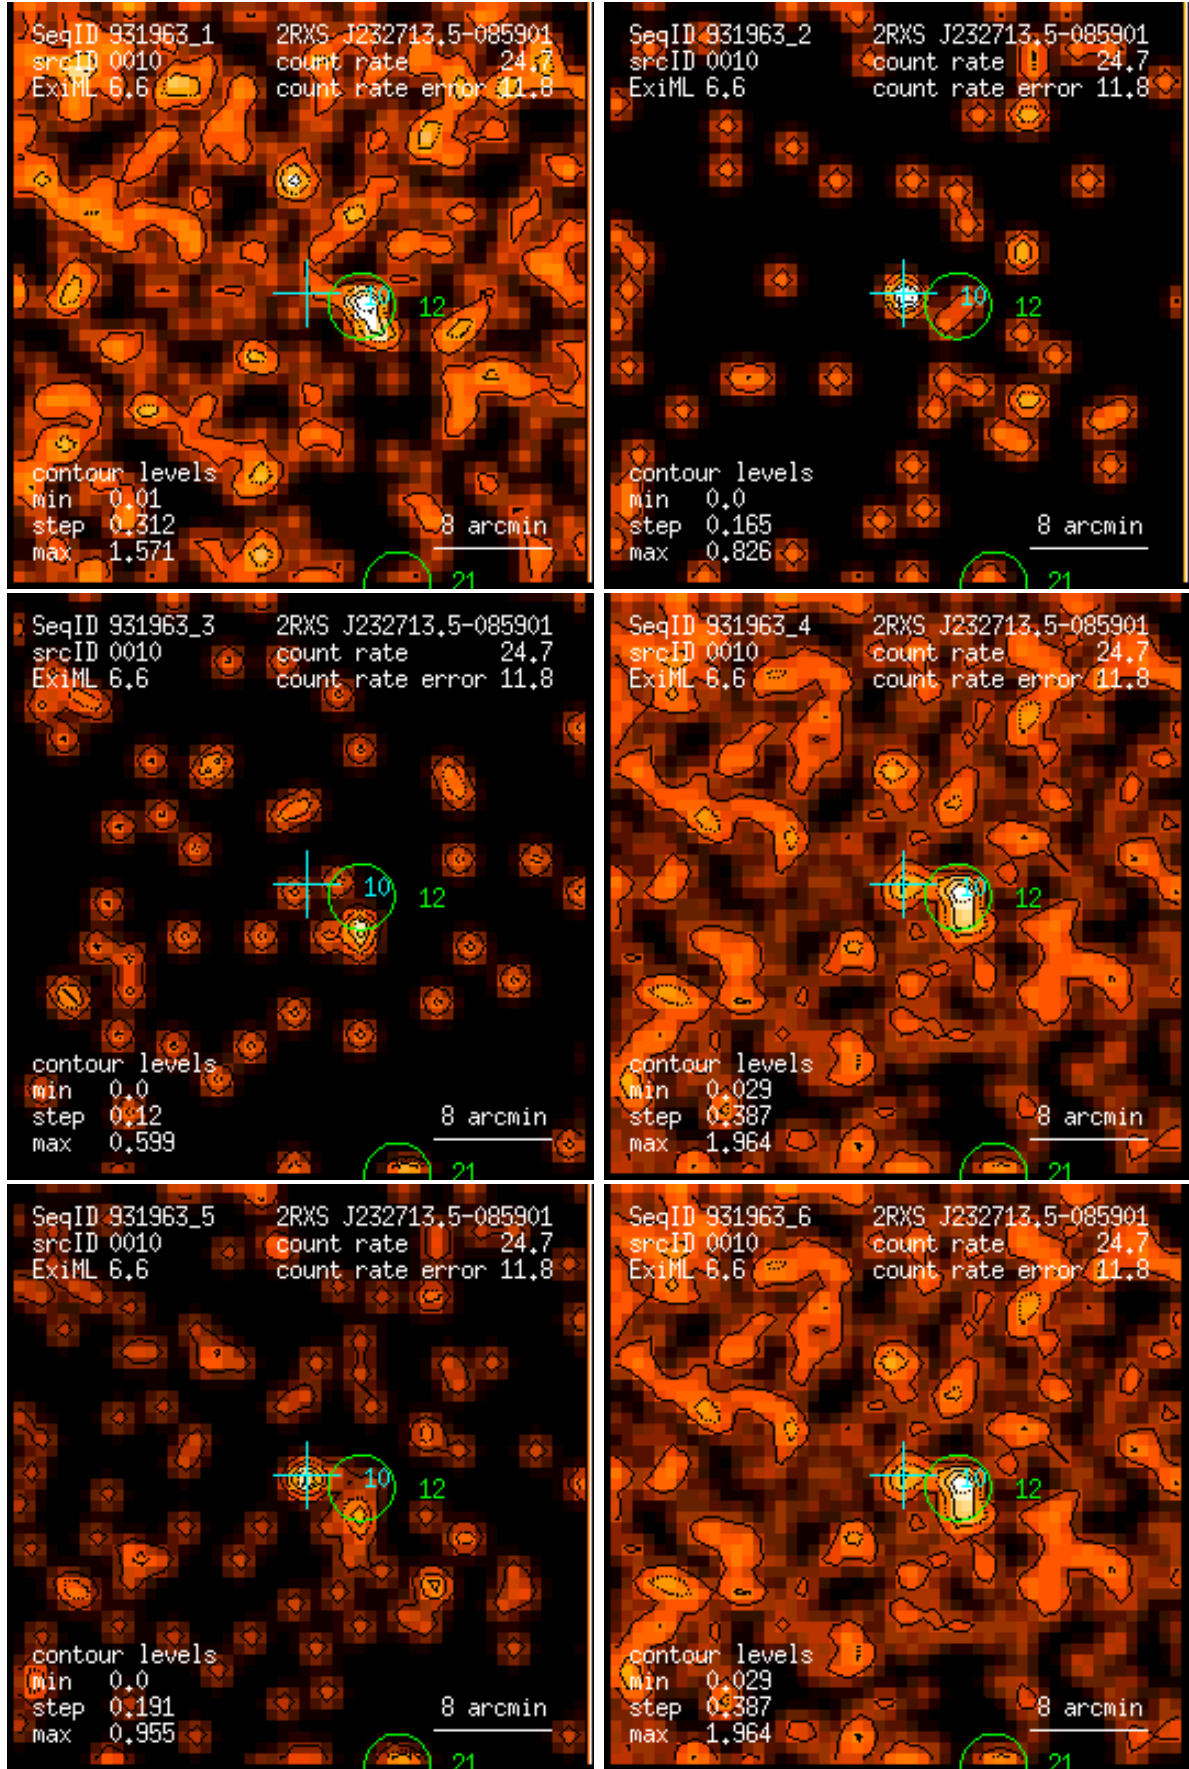 SeqID 931963_1 2RXS J232713.5-085901
srcID 0010 count rate 24.7
ExiML 6.6 count rate error 11.8
10 12
contour levels
min 0.01
step 0.312
max 1.571
8 arcmin
21
SeqID 931963_2 2RXS J232713.5-085901
srcID 0010 count rate 24.7
ExiML 6.6 count rate error 11.8
10 12
contour levels
min 0.0
step 0.165
max 0.826
8 arcmin
21
SeqID 931963_3 2RXS J232713.5-085901
srcID 0010 count rate 24.7
ExiML 6.6 count rate error 11.8
10 12
contour levels
min 0.0
step 0.12
max 0.599
8 arcmin
21
SeqID 931963_4 2RXS J232713.5-085901
srcID 0010 count rate 24.7
ExiML 6.6 count rate error 11.8
10 12
contour levels
min 0.029
step 0.387
max 1.964
8 arcmin
21
SeqID 931963_5 2RXS J232713.5-085901
srcID 0010 count rate 24.7
ExiML 6.6 count rate error 11.8
10 12
contour levels
min 0.0
step 0.191
max 0.955
8 arcmin
21
SeqID 931963_6 2RXS J232713.5-085901
srcID 0010 count rate 24.7
ExiML 6.6 count rate error 11.8
10 12
contour levels
min 0.029
step 0.387
max 1.964
8 arcmin
21